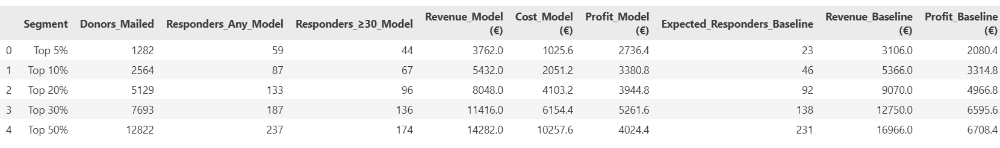 Segment Donors_Mailed Responders_Any_Model Responders_≥30_Model Revenue_Model (€) Cost_Model (€) Profit_Model (€) Expected_Responders_Baseline Revenue_Baseline (€) Profit_Baseline (€)
0 Top 5% 1282 59 44 3762.0 1025.6 2736.4 23 3106.0 2080.4
1 Top 10% 2564 87 67 5432.0 2051.2 3380.8 46 5366.0 3314.8
2 Top 20% 5129 133 96 8048.0 4103.2 3944.8 92 9070.0 4966.8
3 Top 30% 7693 187 136 11416.0 6154.4 5261.6 138 12750.0 6595.6
4 Top 50% 12822 237 174 14282.0 10257.6 4024.4 231 16966.0 6708.4